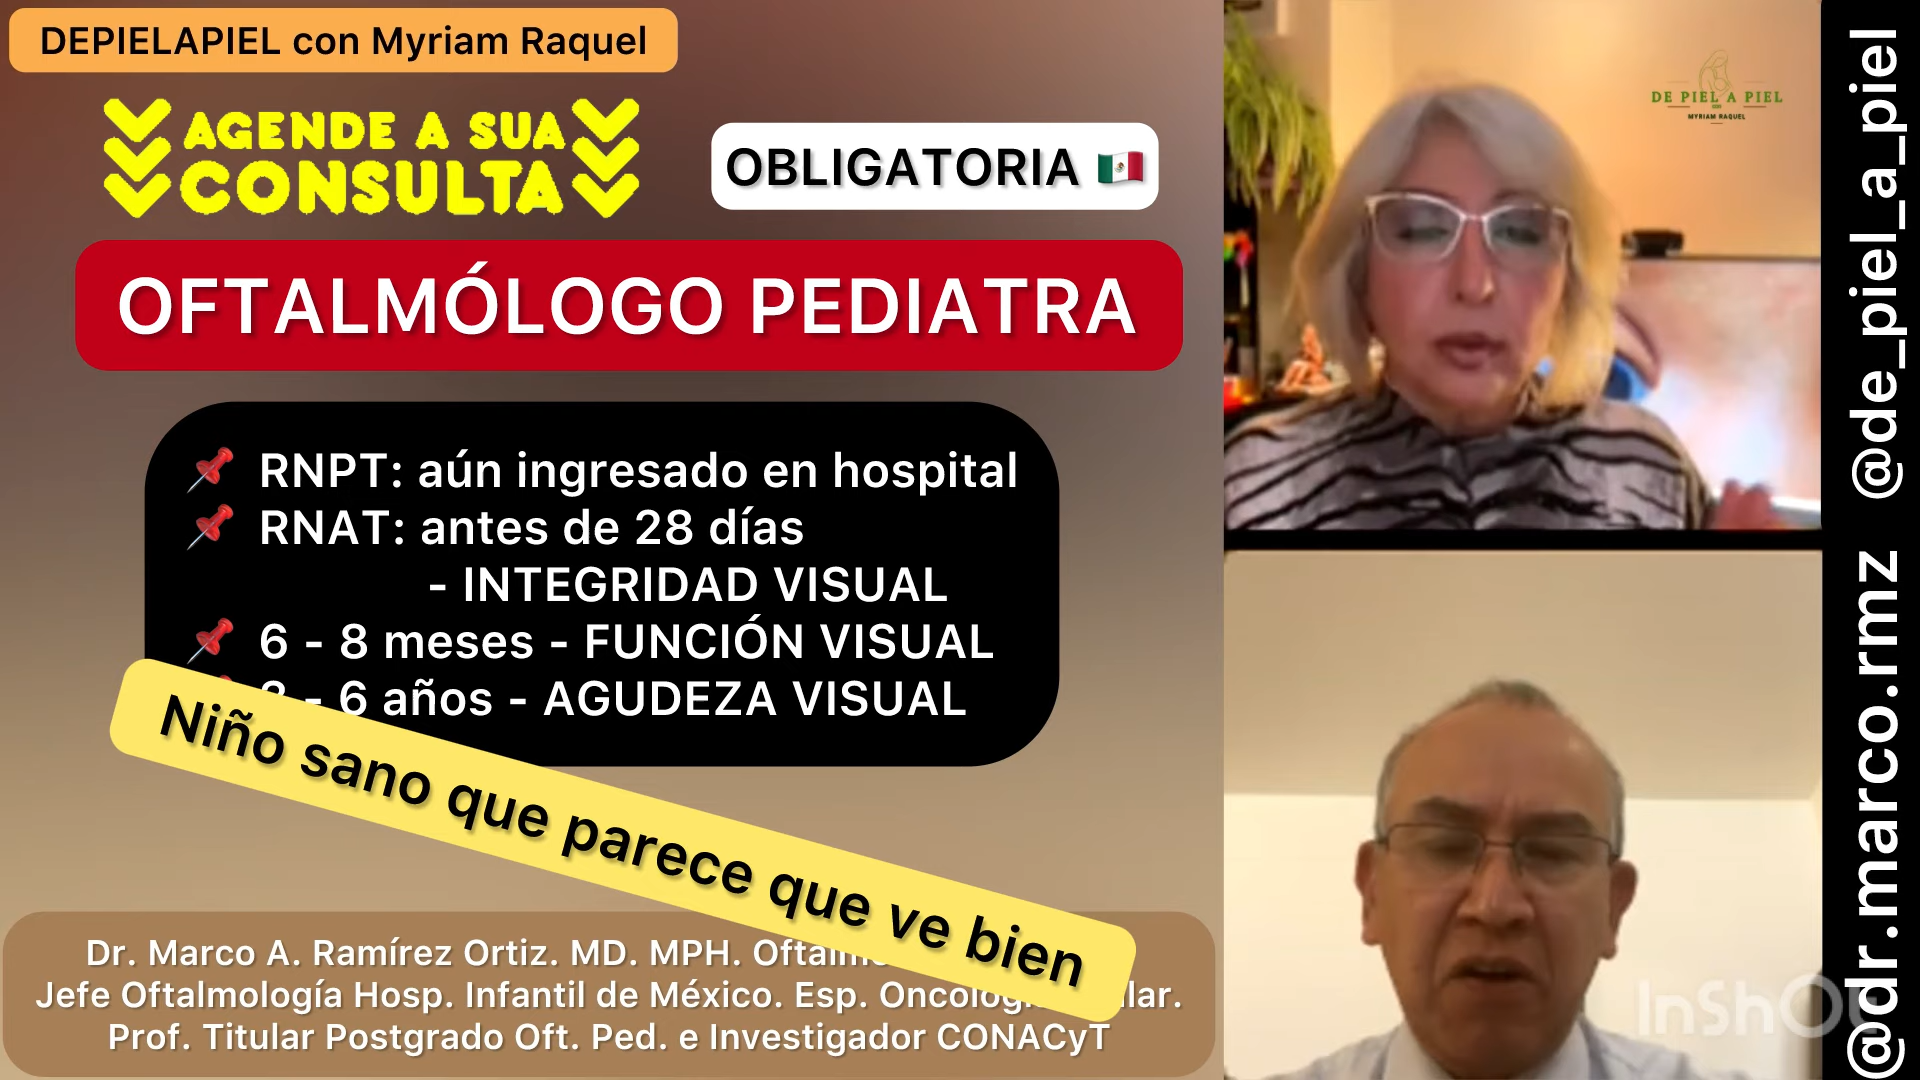 DEPIELAPIEL con Myriam Raquel
AGENDE A SUA
CONSULTA
OBLIGATORIA
OFTALMÓLOGO PEDIATRA
RNPT: aún ingresado en hospital
RNAT: antes de 28 días
- INTEGRIDAD VISUAL
6 - 8 meses - FUNCIÓN VISUAL
- 6 años - AGUDEZA VISUAL
Niño sano que parece que ve bien
Dr. Marco A. Ramírez Ortiz. MD. MPH.
Jefe Oftalmología Hosp. Infantil de México. Esp.
Prof. Titular Postgrado Oft. Ped. e Investigador CONACyT
DE PIEL A PIEL
MYRIAM RAQUEL
@de_piel_a_piel
@dr.marco.rmz
InShOt